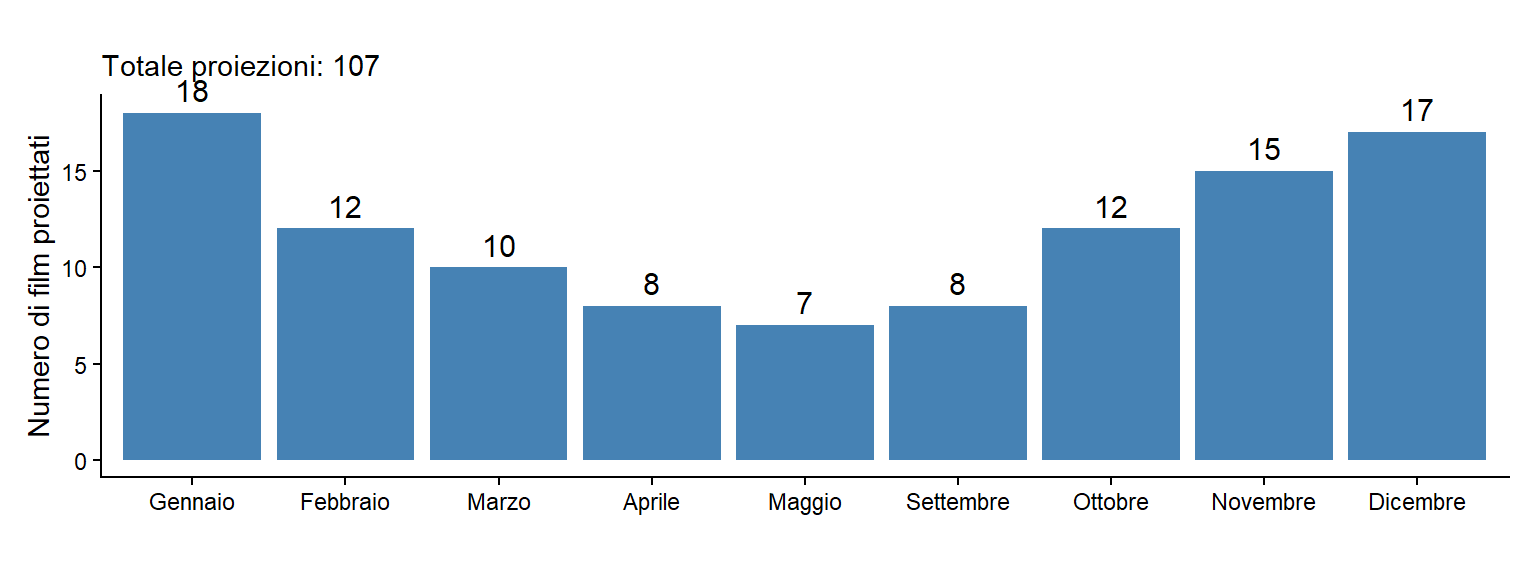 Totale proiezioni: 107
Numero di film proiettati
18
12
10
8
7
8
12
15
17
15
10
5
0
Gennaio
Febbraio
Marzo
Aprile
Maggio
Settembre
Ottobre
Novembre
Dicembre